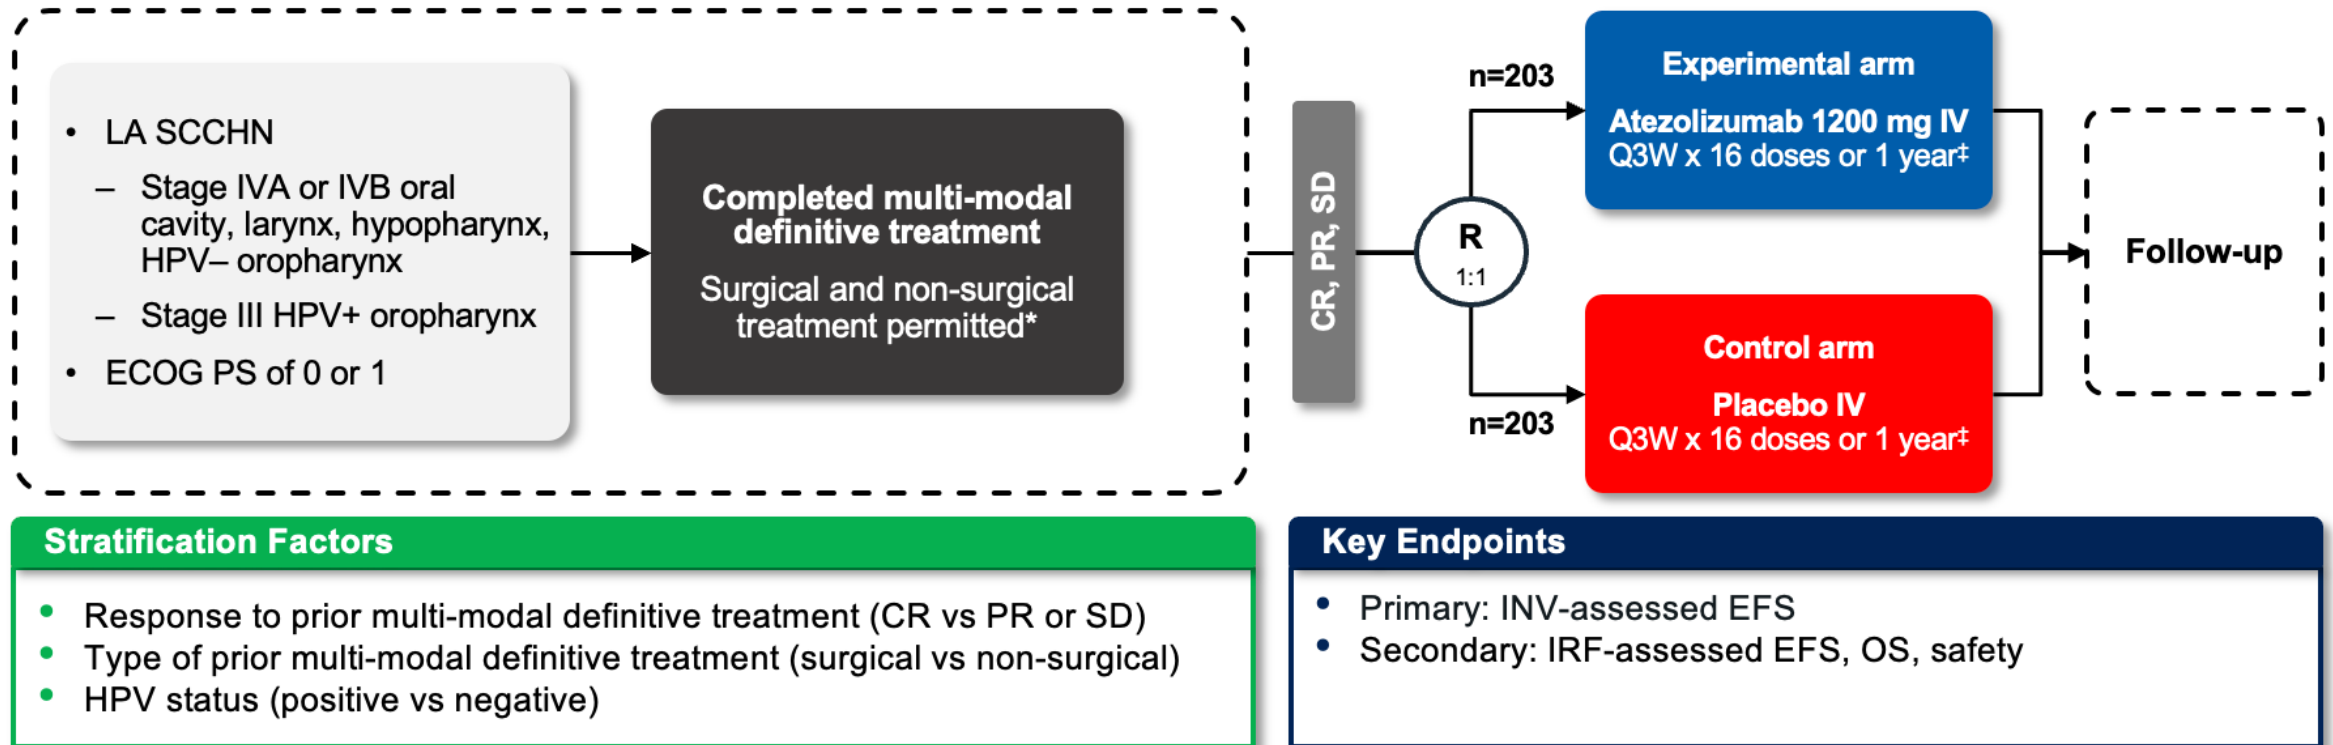 • LA SCCHN
– Stage IVA or IVB oral
cavity, larynx, hypopharynx,
HPV– oropharynx
– Stage III HPV+ oropharynx
• ECOG PS of 0 or 1
Completed multi-modal
definitive treatment
Surgical and non-surgical
treatment permitted*
CR, PR, SD
R
1:1
n=203
Experimental arm
Atezolizumab 1200 mg IV
Q3W x 16 doses or 1 year‡
n=203
Control arm
Placebo IV
Q3W x 16 doses or 1 year‡
Follow-up
Stratification Factors
• Response to prior multi-modal definitive treatment (CR vs PR or SD)
• Type of prior multi-modal definitive treatment (surgical vs non-surgical)
• HPV status (positive vs negative)
Key Endpoints
• Primary: INV-assessed EFS
• Secondary: IRF-assessed EFS, OS, safety